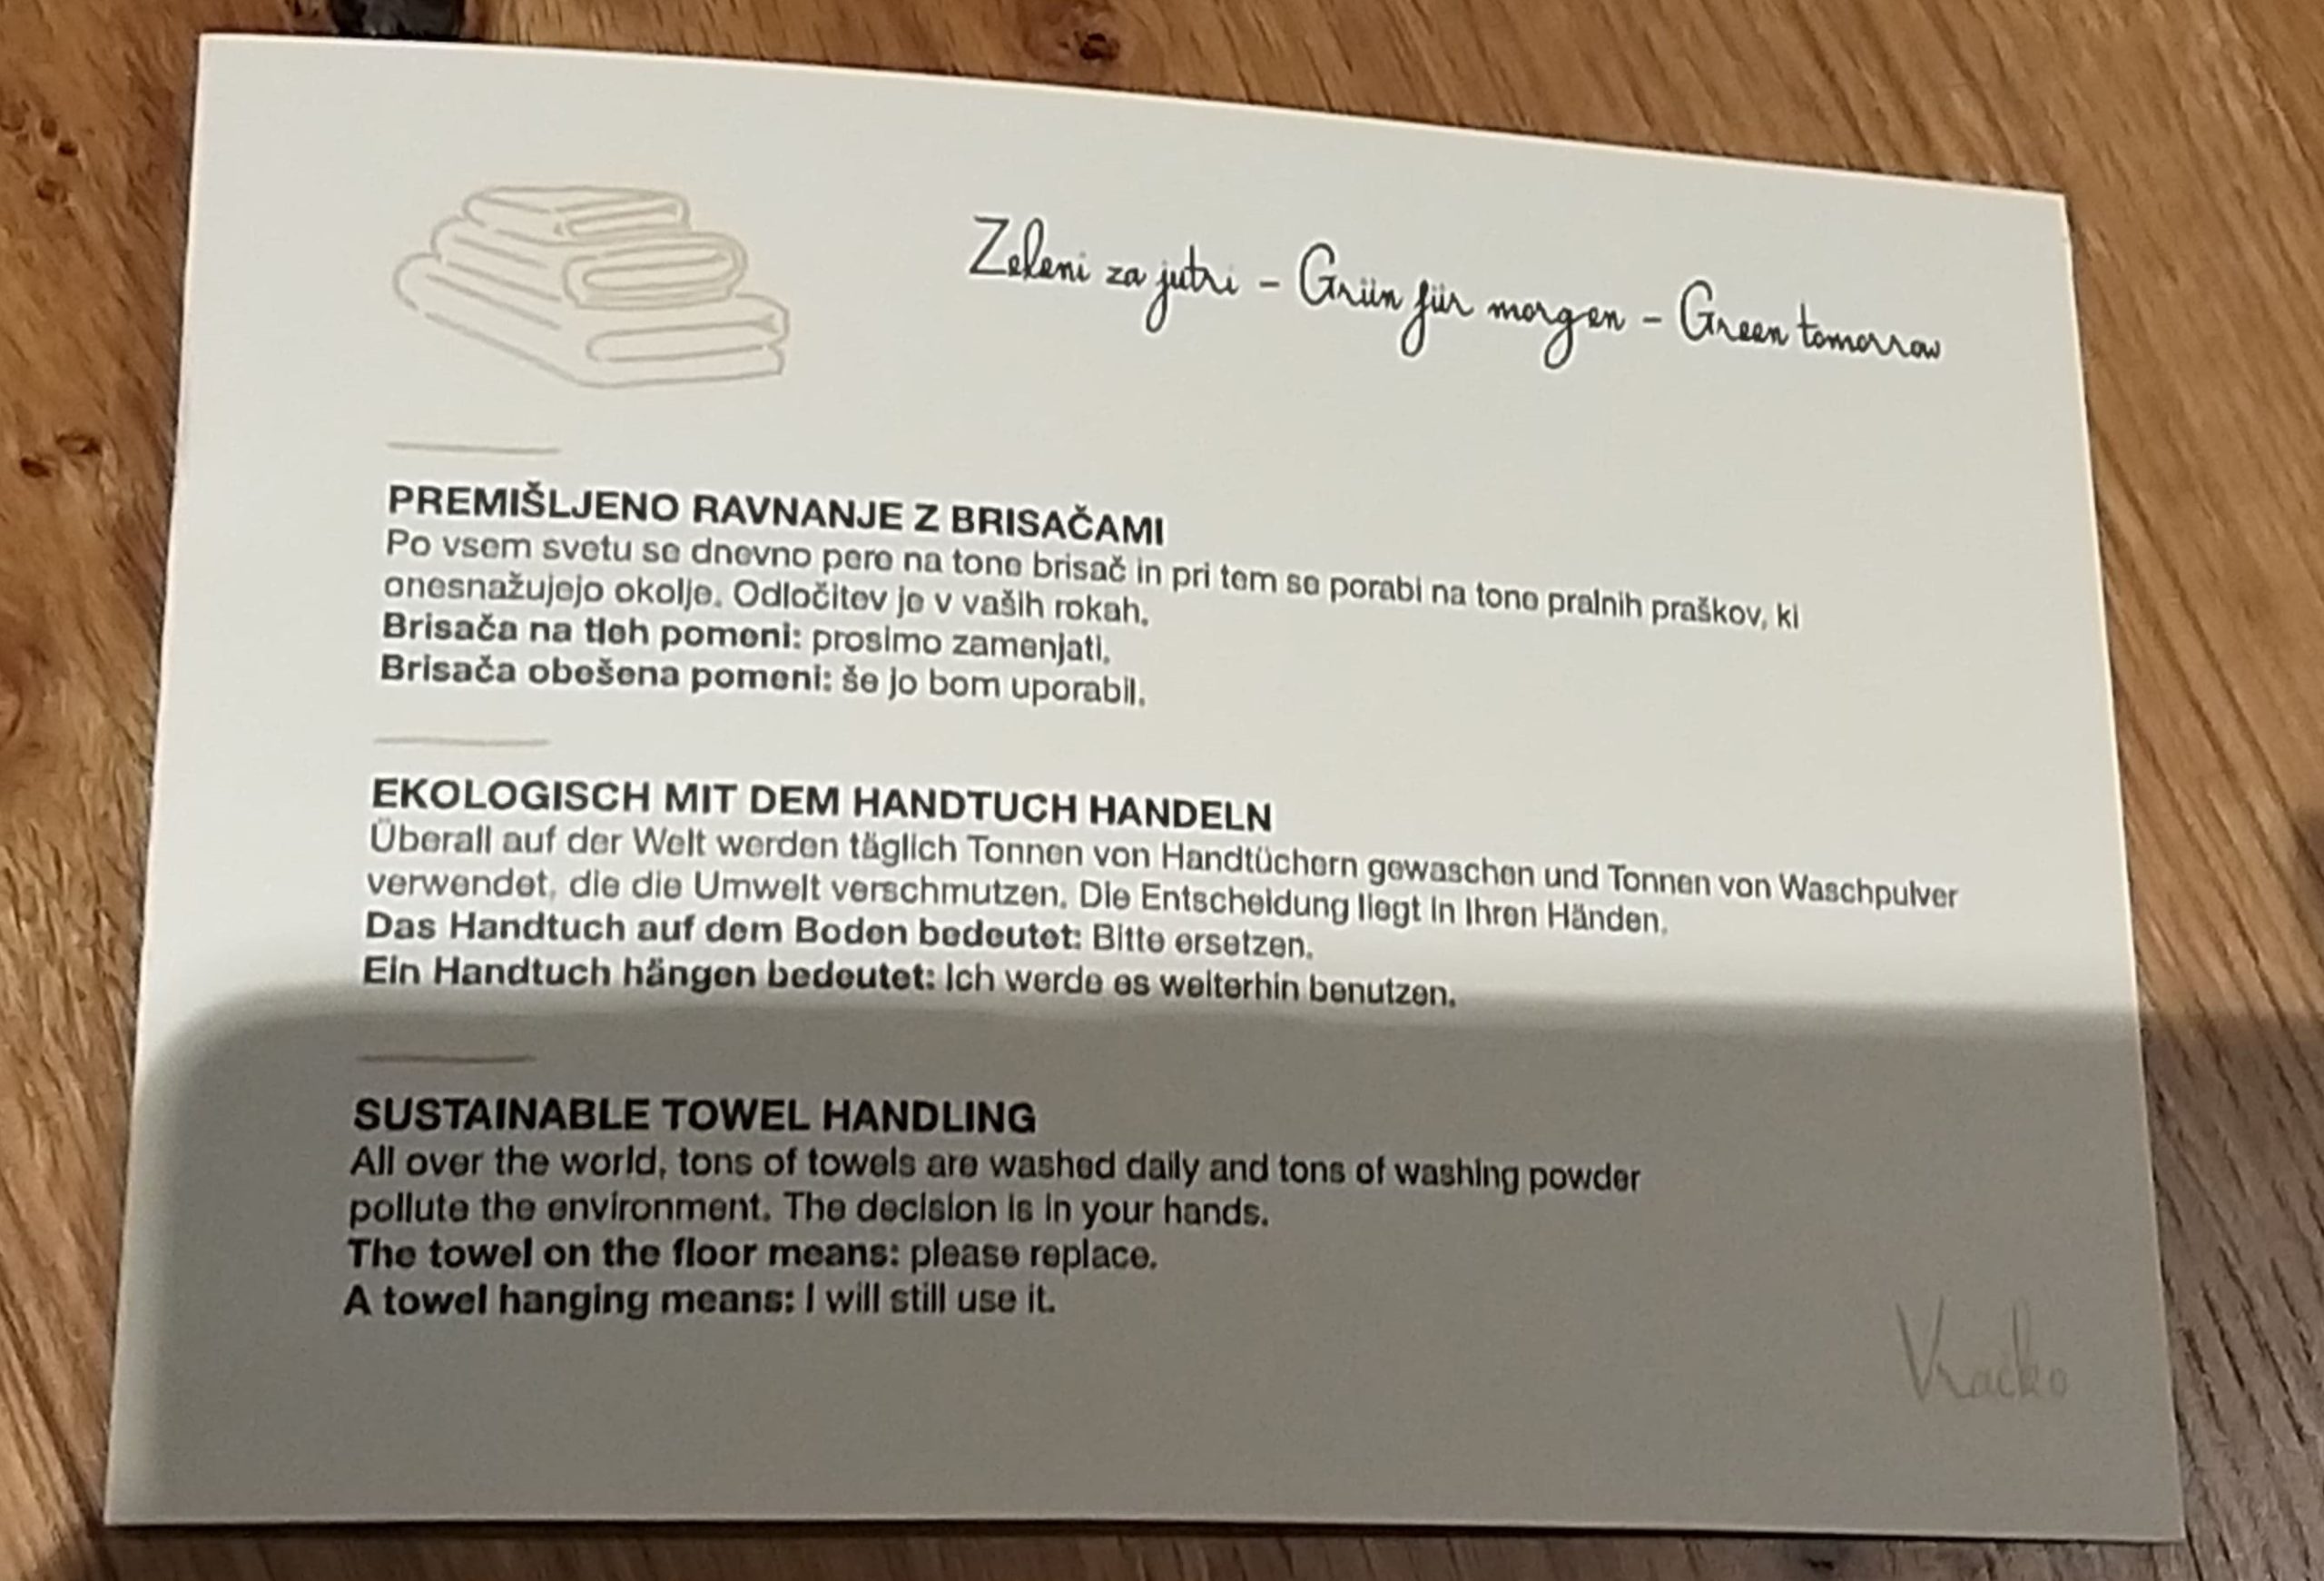 Zeleni za jutri - Grün für morgen - Green tomorrow
PREMIŠLJENO RAVNANJE Z BRISAČAMI
Po vsem svetu se dnevno pere na tone brisač in pri tem se porabi na tone pralnih praškov, ki
onesnažujejo okolje. Odločitev je v vaših rokah.
Brisača na tleh pomeni: prosimo zamenjati.
Brisača obešena pomeni: še jo bom uporabil.
EKOLOGISCH MIT DEM HANDTUCH HANDELN
Überall auf der Welt werden täglich Tonnen von Handtüchern gewaschen und Tonnen von Waschpulver
verwendet, die die Umwelt verschmutzen. Die Entscheidung liegt in Ihren Händen.
Das Handtuch auf dem Boden bedeutet: Bitte ersetzen.
Ein Handtuch hängen bedeutet: Ich werde es weiterhin benutzen.
SUSTAINABLE TOWEL HANDLING
All over the world, tons of towels are washed daily and tons of washing powder
pollute the environment. The decision is in your hands.
The towel on the floor means: please replace.
A towel hanging means: I will still use it.
Vračko